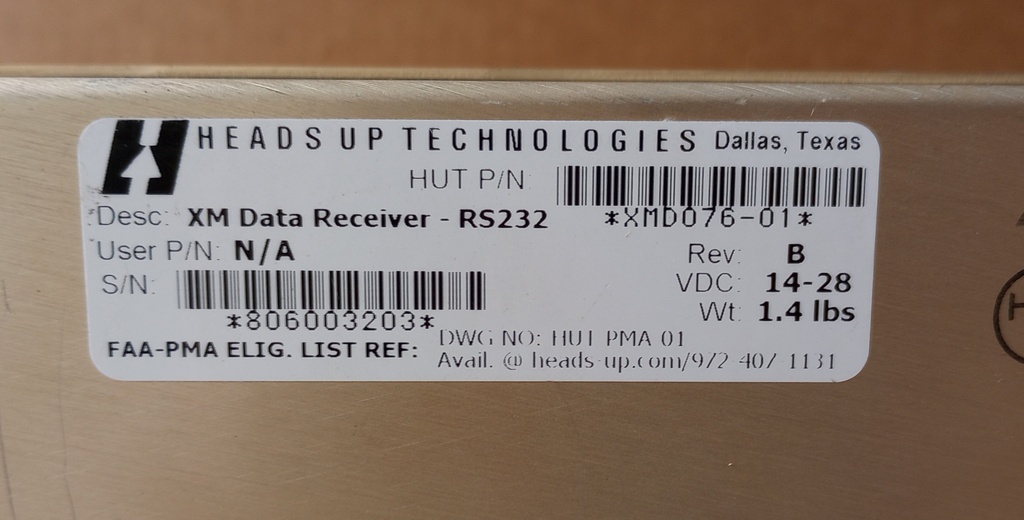 HEADS UP TECHNOLOGIES Dallas, Texas
HUT P/N:
*XMD076-01*
Desc: XM Data Receiver - RS232
User P/N: N/A
Rev: B
S/N:
VDC: 14-28
*806003203*
Wt: 1.4 lbs
FAA-PMA ELIG. LIST REF:
DWG NO: HUT PMA 01
Avail. @ heads-up.com/972-407-1131